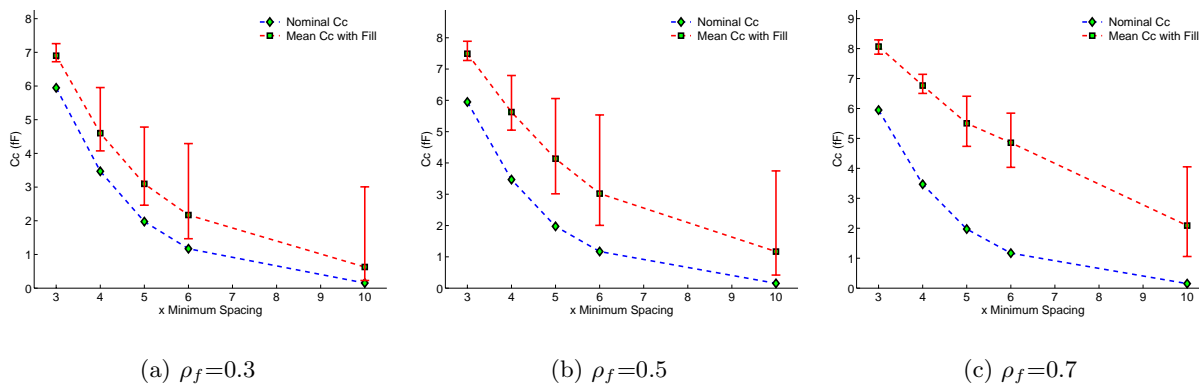 Nominal Cc
Mean Cc with Fill
Cc (fF)
8
7
6
5
4
3
2
1
0
3 4 5 6 7 8 9 10
x Minimum Spacing
(a) ρf=0.3
Nominal Cc
Mean Cc with Fill
Cc (fF)
8
7
6
5
4
3
2
1
0
3 4 5 6 7 8 9 10
x Minimum Spacing
(b) ρf=0.5
Nominal Cc
Mean Cc with Fill
Cc (fF)
9
8
7
6
5
4
3
2
1
0
3 4 5 6 7 8 9 10
x Minimum Spacing
(c) ρf=0.7